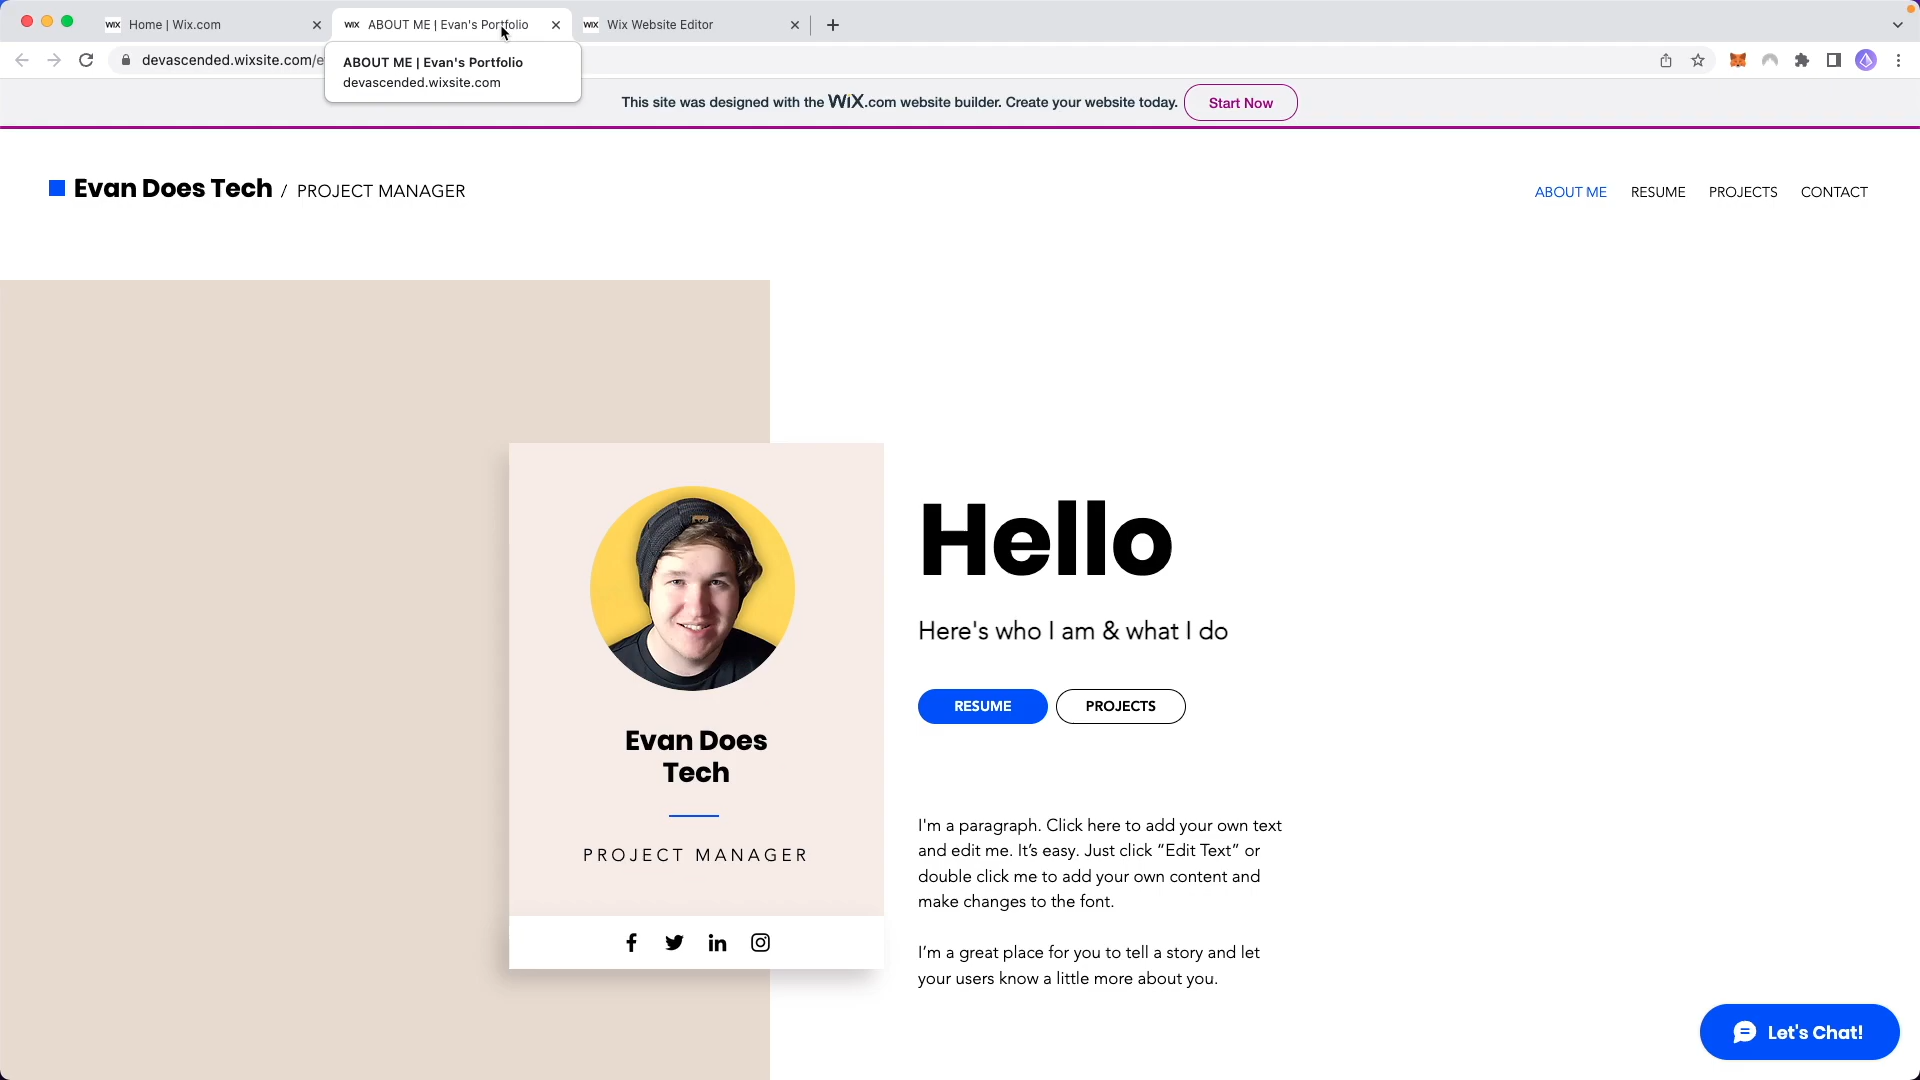 WiX Home | Wix.com
WiX ABOUT ME | Evan's Portfolio
WiX Wix Website Editor
devascended.wixsite.com/e
ABOUT ME | Evan's Portfolio
devascended.wixsite.com
This site was designed with the WiX.com website builder. Create your website today. Start Now
Evan Does Tech / PROJECT MANAGER
ABOUT ME RESUME PROJECTS CONTACT
Hello
Here's who I am & what I do
RESUME PROJECTS
Evan Does
Tech
PROJECT MANAGER
I'm a paragraph. Click here to add your own text
and edit me. It’s easy. Just click “Edit Text” or
double click me to add your own content and
make changes to the font.
I’m a great place for you to tell a story and let
your users know a little more about you.
Let's Chat!